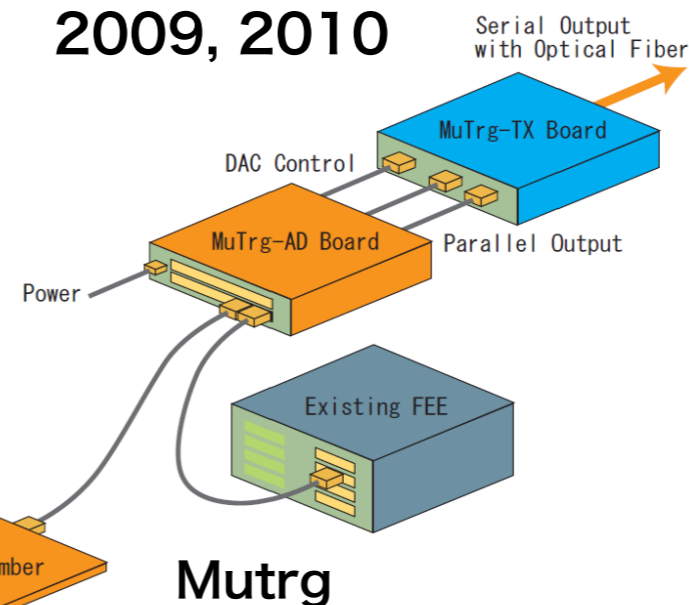 2009, 2010
Serial Output
with Optical Fiber
MuTrg-TX Board
DAC Control
MuTrg-AD Board
Parallel Output
Power
Existing FEE
mber
Mutrg